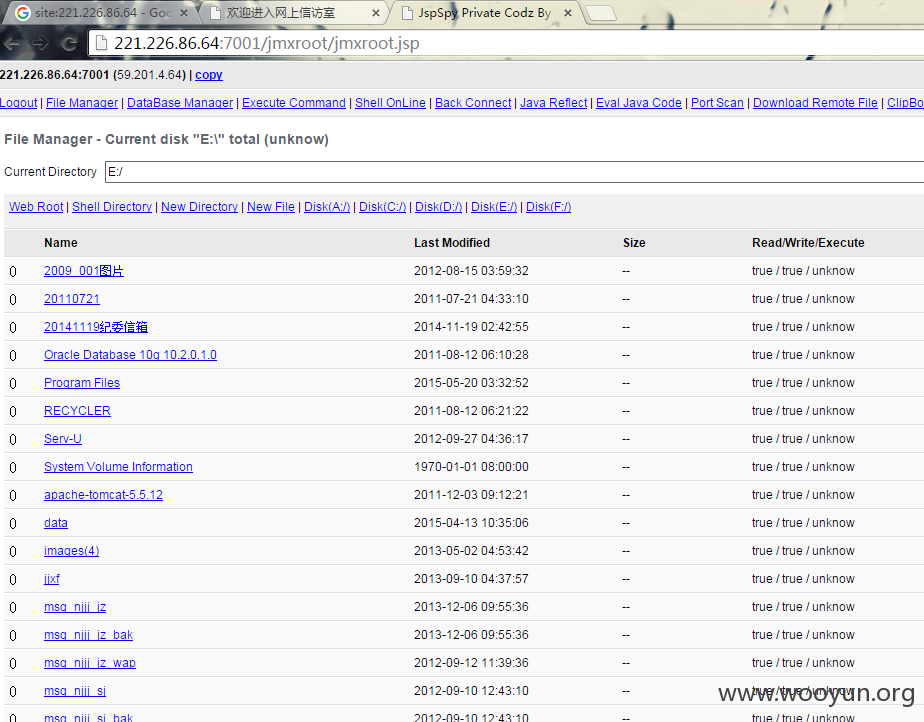 site:221.226.86.64 - Goo
欢迎进入网上信访室
JspSpy Private Codz By
221.226.86.64:7001/jmxroot/jmxroot.jsp
221.226.86.64:7001 (59.201.4.64) | copy
Logout | File Manager | DataBase Manager | Execute Command | Shell OnLine | Back Connect | Java Reflect | Eval Java Code | Port Scan | Download Remote File | ClipBo
File Manager - Current disk "E:\" total (unknow)
Current Directory E:/
Web Root | Shell Directory | New Directory | New File | Disk(A:/) | Disk(C:/) | Disk(D:/) | Disk(E:/) | Disk(F:/)
Name Last Modified Size Read/Write/Execute
0 2009_001图片 2012-08-15 03:59:32 -- true / true / unknow
0 20110721 2011-07-21 04:33:10 -- true / true / unknow
0 20141119纪委信箱 2014-11-19 02:42:55 -- true / true / unknow
0 Oracle Database 10g 10.2.0.1.0 2011-08-12 06:10:28 -- true / true / unknow
0 Program Files 2015-05-20 03:32:52 -- true / true / unknow
0 RECYCLER 2011-08-12 06:21:22 -- true / true / unknow
0 Serv-U 2012-09-27 04:36:17 -- true / true / unknow
0 System Volume Information 1970-01-01 08:00:00 -- true / true / unknow
0 apache-tomcat-5.5.12 2011-12-03 09:12:21 -- true / true / unknow
0 data 2015-04-13 10:35:06 -- true / true / unknow
0 images(4) 2013-05-02 04:53:42 -- true / true / unknow
0 jjxf 2013-09-10 04:37:57 -- true / true / unknow
0 msg_njjj_jz 2013-12-06 09:55:36 -- true / true / unknow
0 msg_njjj_jz_bak 2013-12-06 09:55:36 -- true / true / unknow
0 msg_njjj_jz_wap 2012-09-12 11:39:36 -- true / true / unknow
0 msg_njjj_sj 2012-09-10 12:43:10 -- true / true / unknow
www.wooyun.org
0 msg_njjj_sj_bak 2012-09-10 12:43:10 -- true / true / unknow